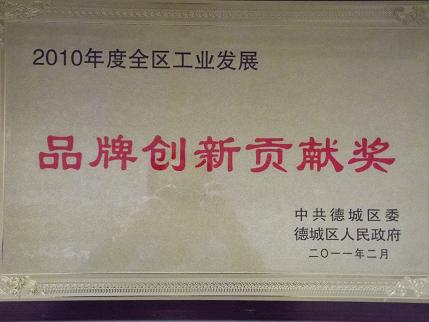 2010年度全区工业发展
品牌创新贡献奖
中共德城区委
德城区人民政府
二〇一一年二月